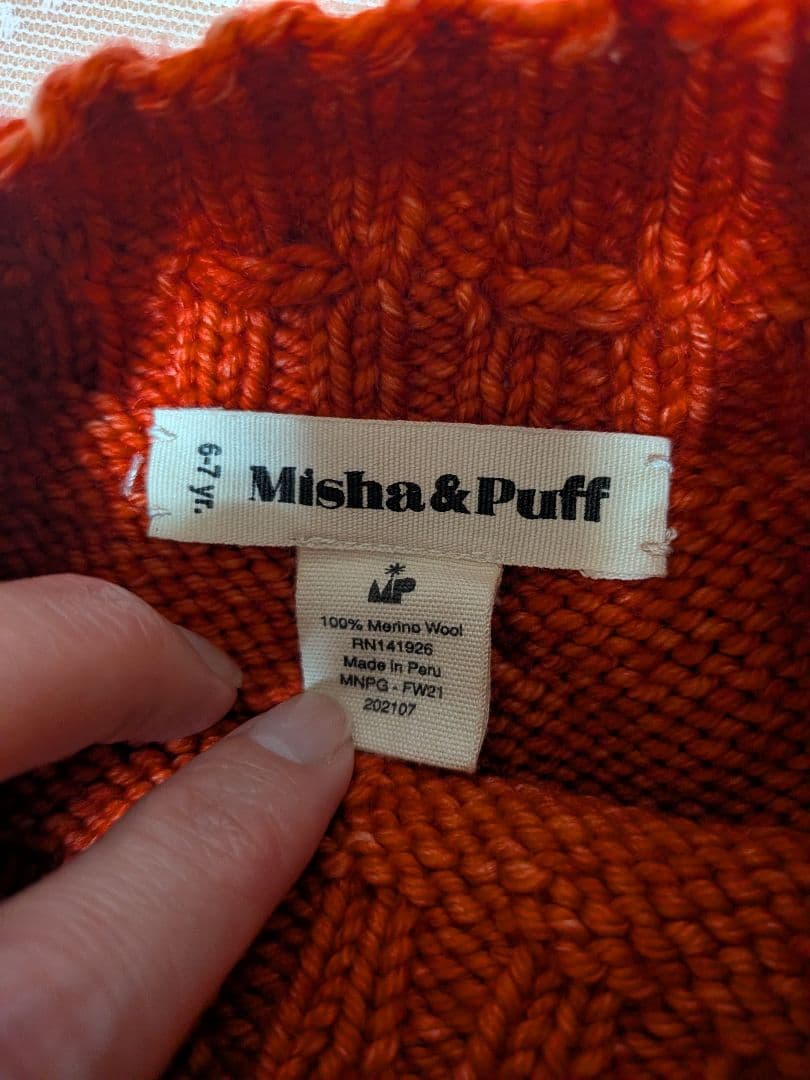 6-7 yr.
Misha&Puff
MP
100% Merino Wool
RN141926
Made in Peru
MNPG - FW21
202107